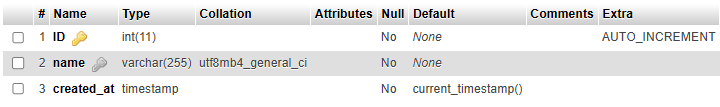 # Name Type Collation Attributes Null Default Comments Extra
1 ID int(11) No None AUTO_INCREMENT
2 name varchar(255) utf8mb4_general_ci No None
3 created_at timestamp No current_timestamp()